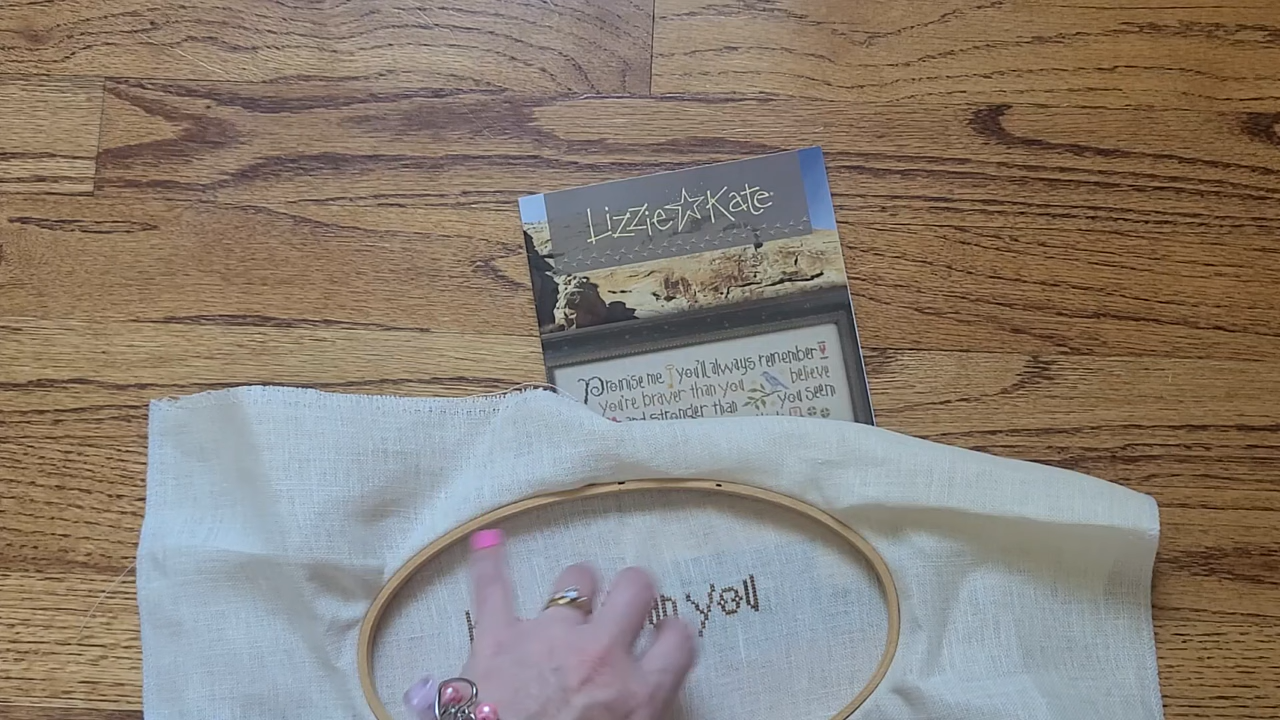 Lizzie Kate
Promise me you'll always remember
you're braver than you believe
and stronger than you seem
you